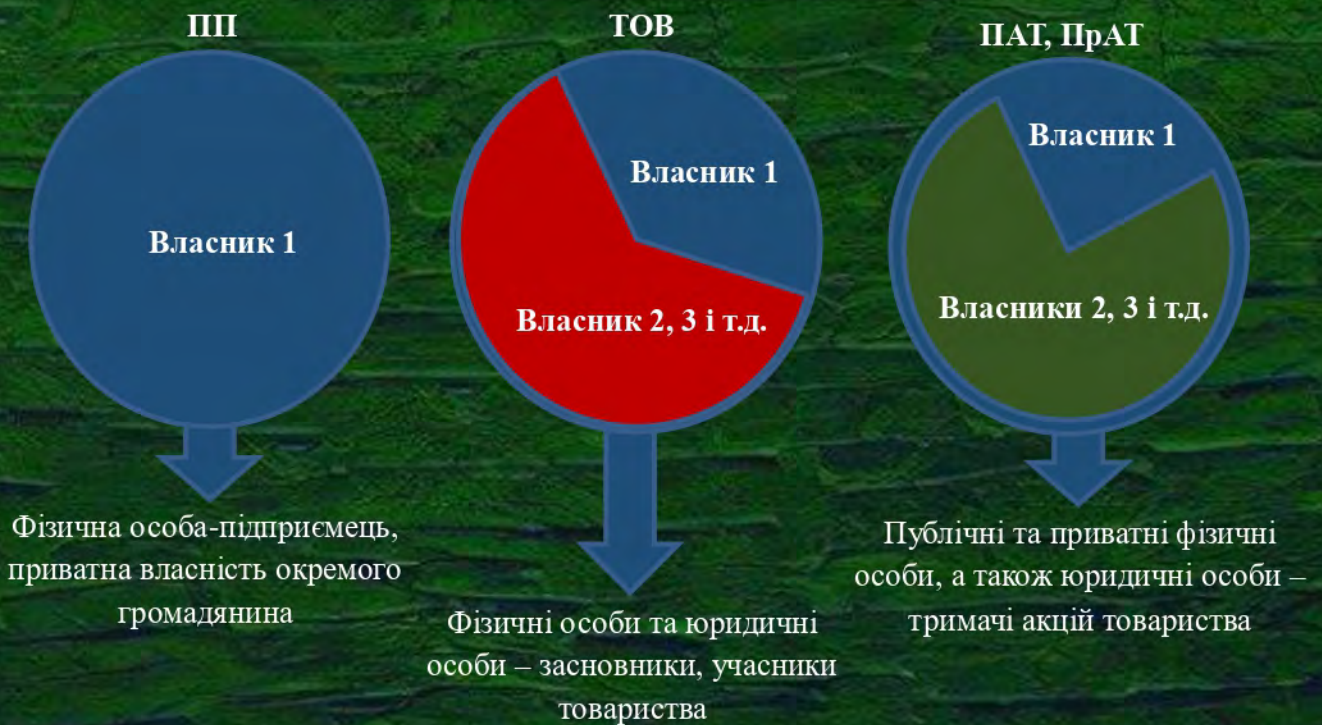 ПП
Власник 1
Фізична особа-підприємець,
приватна власність окремого
громадянина
ТОВ
Власник 1
Власник 2, 3 і т.д.
Фізичні особи та юридичні
особи – засновники, учасники
товариства
ПАТ, ПрАТ
Власник 1
Власники 2, 3 і т.д.
Публічні та приватні фізичні
особи, а також юридичні особи –
тримачі акцій товариства